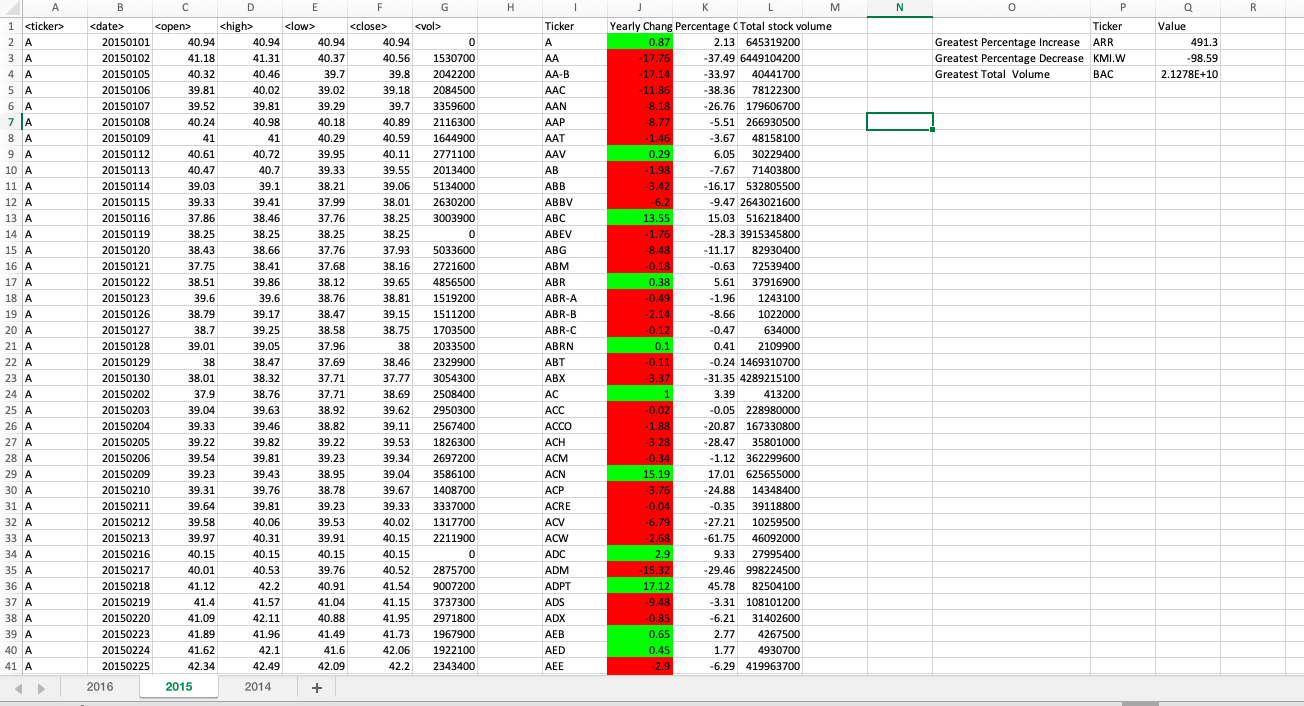 A B C D E F G H I J K L M N O P Q R
1 <ticker> <date> <open> <high> <low> <close> <vol> Ticker Yearly Chang Percentage C Total stock volume Ticker Value
2 A 20150101 40.94 40.94 40.94 40.94 0 A 0.87 2.13 645319200 Greatest Percentage Increase ARR 491.3
3 A 20150102 41.18 41.31 40.37 40.56 1530700 AA -17.76 -37.49 6449104200 Greatest Percentage Decrease KMI.W -98.59
4 A 20150105 40.32 40.46 39.7 39.8 2042200 AA-B -17.14 -33.97 40441700 Greatest Total Volume BAC 2.1278E+10
5 A 20150106 39.81 40.02 39.02 39.18 2084500 AAC -11.86 -38.36 78122300
6 A 20150107 39.52 39.81 39.29 39.7 3359600 AAN -8.18 -26.76 179606700
7 A 20150108 40.24 40.98 40.18 40.89 2116300 AAP -8.77 -5.51 266930500
8 A 20150109 41 41 40.29 40.59 1644900 AAT -1.46 -3.67 48158100
9 A 20150112 40.61 40.72 39.95 40.11 2771100 AAV 0.29 6.05 30229400
10 A 20150113 40.47 40.7 39.33 39.55 2013400 AB -1.98 -7.67 71403800
11 A 20150114 39.03 39.1 38.21 39.06 5134000 ABB -3.42 -16.17 532805500
12 A 20150115 39.33 39.41 37.99 38.01 2630200 ABBV -6.2 -9.47 2643021600
13 A 20150116 37.86 38.46 37.76 38.25 3003900 ABC 13.55 15.03 516218400
14 A 20150119 38.25 38.25 38.25 38.25 0 ABEV -1.76 -28.3 3915345800
15 A 20150120 38.43 38.66 37.76 37.93 5033600 ABG -8.48 -11.17 82930400
16 A 20150121 37.75 38.41 37.68 38.16 2721600 ABM -0.18 -0.63 72539400
17 A 20150122 38.51 39.86 38.12 39.65 4856500 ABR 0.38 5.61 37916900
18 A 20150123 39.6 39.6 38.76 38.81 1519200 ABR-A -0.49 -1.96 1243100
19 A 20150126 38.79 39.17 38.47 39.15 1511200 ABR-B -2.14 -8.66 1022000
20 A 20150127 38.7 39.25 38.58 38.75 1703500 ABR-C -0.12 -0.47 634000
21 A 20150128 39.01 39.05 37.96 38 2033500 ABRN 0.1 0.41 2109900
22 A 20150129 38 38.47 37.69 38.46 2329900 ABT -0.11 -0.24 1469310700
23 A 20150130 38.01 38.32 37.71 37.77 3054300 ABX -3.37 -31.35 4289215100
24 A 20150202 37.9 38.76 37.71 38.69 2508400 AC 1 3.39 413200
25 A 20150203 39.04 39.63 38.92 39.62 2950300 ACC -0.02 -0.05 228980000
26 A 20150204 39.33 39.46 38.82 39.11 2567400 ACCO -1.88 -20.87 167330800
27 A 20150205 39.22 39.82 39.22 39.53 1826300 ACH -3.28 -28.47 35801000
28 A 20150206 39.54 39.81 39.23 39.34 2697200 ACM -0.34 -1.12 362299600
29 A 20150209 39.23 39.43 38.95 39.04 3586100 ACN 15.19 17.01 625655000
30 A 20150210 39.31 39.76 38.78 39.67 1408700 ACP -3.76 -24.88 14348400
31 A 20150211 39.64 39.81 39.23 39.33 3337000 ACRE -0.04 -0.35 39118800
32 A 20150212 39.58 40.06 39.53 40.02 1317700 ACV -6.79 -27.21 10259500
33 A 20150213 39.97 40.31 39.91 40.15 2211900 ACW -2.68 -61.75 46092000
34 A 20150216 40.15 40.15 40.15 40.15 0 ADC 2.9 9.33 27995400
35 A 20150217 40.01 40.53 39.76 40.52 2875700 ADM -15.32 -29.46 998224500
36 A 20150218 41.12 42.2 40.91 41.54 9007200 ADPT 17.12 45.78 82504100
37 A 20150219 41.4 41.57 41.04 41.15 3737300 ADS -9.48 -3.31 108101200
38 A 20150220 41.09 42.11 40.88 41.95 2971800 ADX -0.85 -6.21 31402600
39 A 20150223 41.89 41.96 41.49 41.73 1967900 AEB 0.65 2.77 4267500
40 A 20150224 41.62 42.1 41.6 42.06 1922100 AED 0.45 1.77 4930700
41 A 20150225 42.34 42.49 42.09 42.2 2343400 AEE -2.9 -6.29 419963700
2016 2015 2014 +